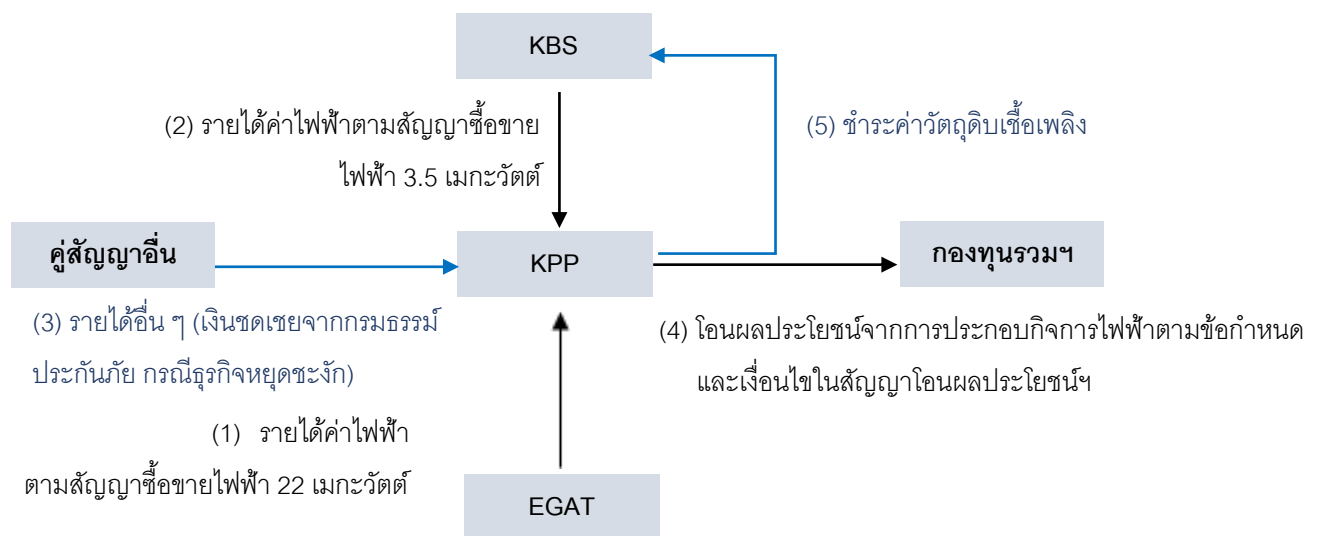 KBS
(2) รายได้ค่าไฟฟ้าตามสัญญาซื้อขาย
ไฟฟ้า 3.5 เมกะวัตต์
(5) ชำระค่าวัตถุดิบเชื้อเพลิง
คู่สัญญาอื่น
KPP
กองทุนรวมฯ
(3) รายได้อื่น ๆ (เงินชดเชยจากกรมธรรม์
ประกันภัย กรณีธุรกิจหยุดชะงัก)
(4) โอนผลประโยชน์จากการประกอบกิจการไฟฟ้าตามข้อกำหนด
และเงื่อนไขในสัญญาโอนผลประโยชน์ฯ
(1) รายได้ค่าไฟฟ้า
ตามสัญญาซื้อขายไฟฟ้า 22 เมกะวัตต์
EGAT